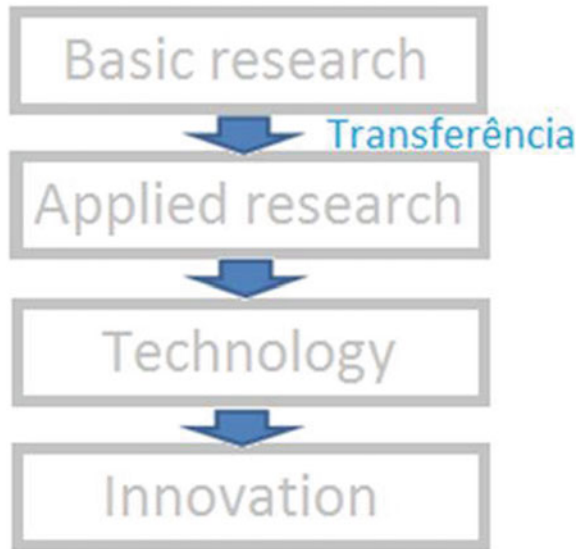 Basic research
Transferência
Applied research
Technology
Innovation